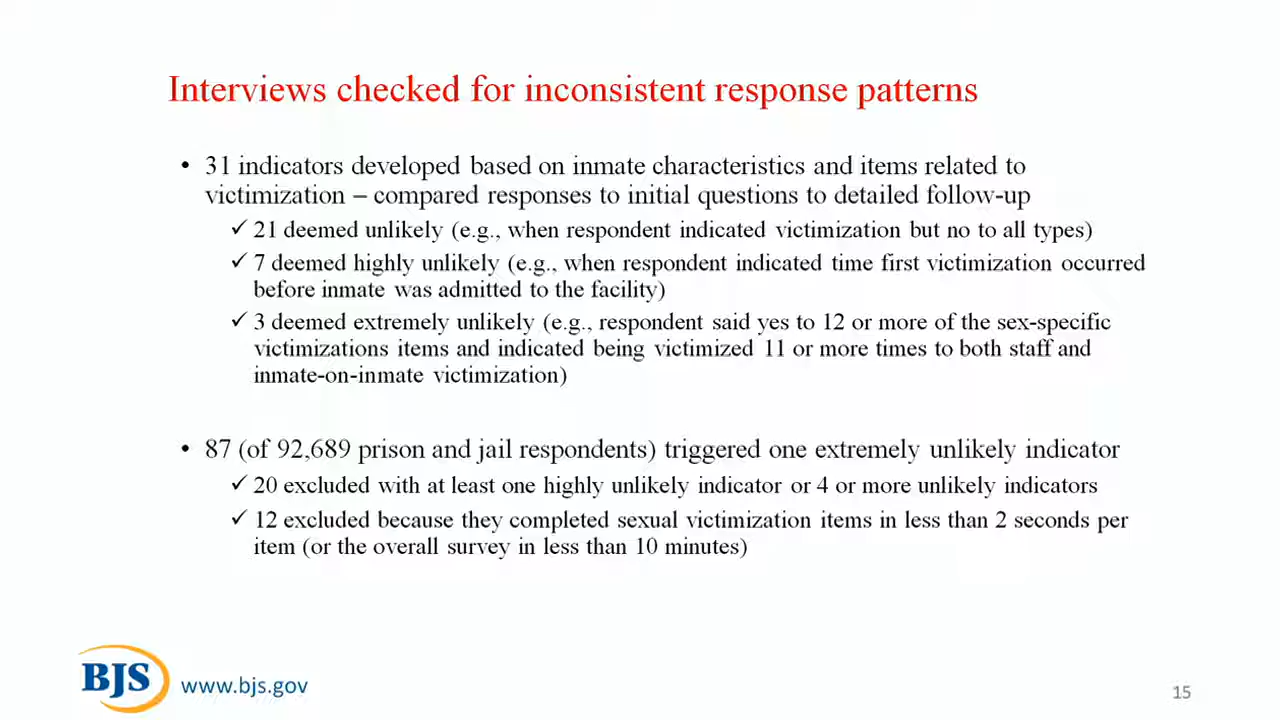 Interviews checked for inconsistent response patterns
• 31 indicators developed based on inmate characteristics and items related to
victimization – compared responses to initial questions to detailed follow-up
✓ 21 deemed unlikely (e.g., when respondent indicated victimization but no to all types)
✓ 7 deemed highly unlikely (e.g., when respondent indicated time first victimization occurred
before inmate was admitted to the facility)
✓ 3 deemed extremely unlikely (e.g., respondent said yes to 12 or more of the sex-specific
victimizations items and indicated being victimized 11 or more times to both staff and
inmate-on-inmate victimization)
• 87 (of 92,689 prison and jail respondents) triggered one extremely unlikely indicator
✓ 20 excluded with at least one highly unlikely indicator or 4 or more unlikely indicators
✓ 12 excluded because they completed sexual victimization items in less than 2 seconds per
item (or the overall survey in less than 10 minutes)
BJS www.bjs.gov
15